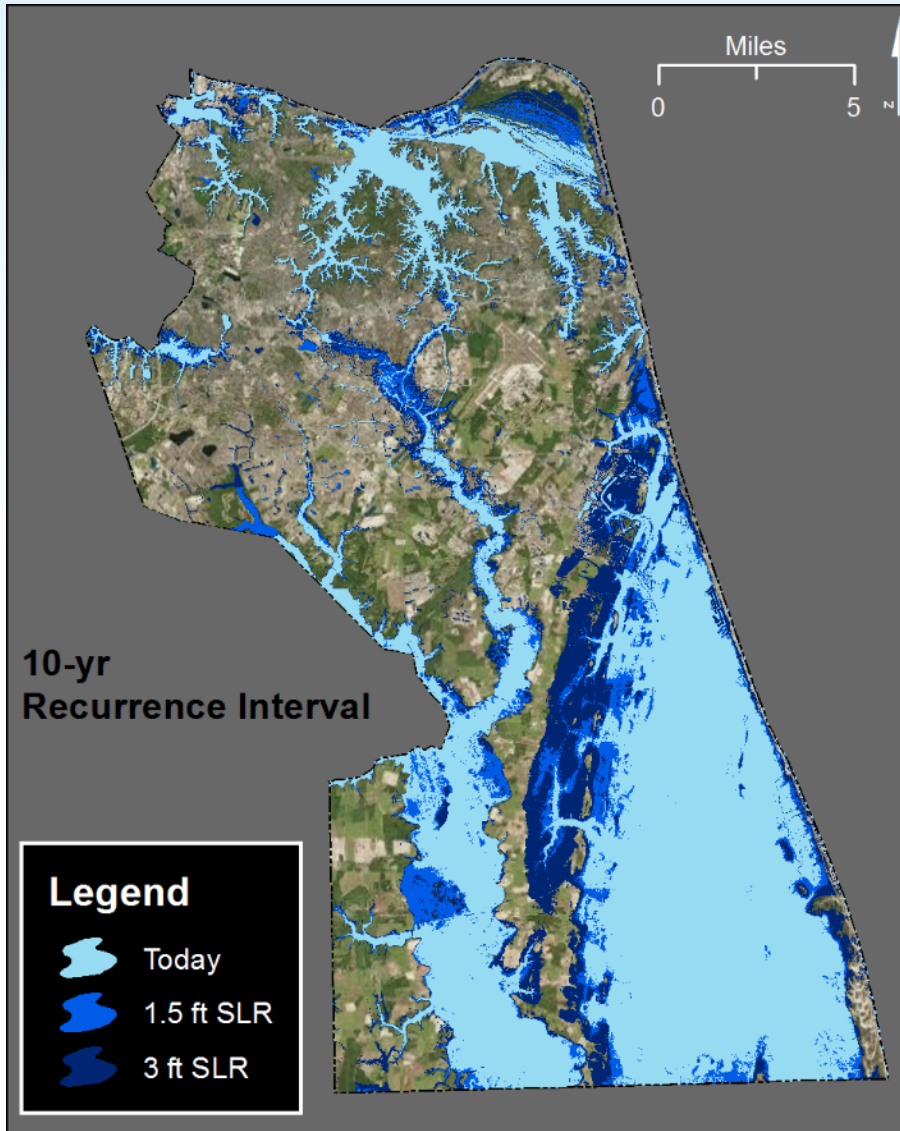 Miles
0 5
N
10-yr
Recurrence Interval
Legend
Today
1.5 ft SLR
3 ft SLR